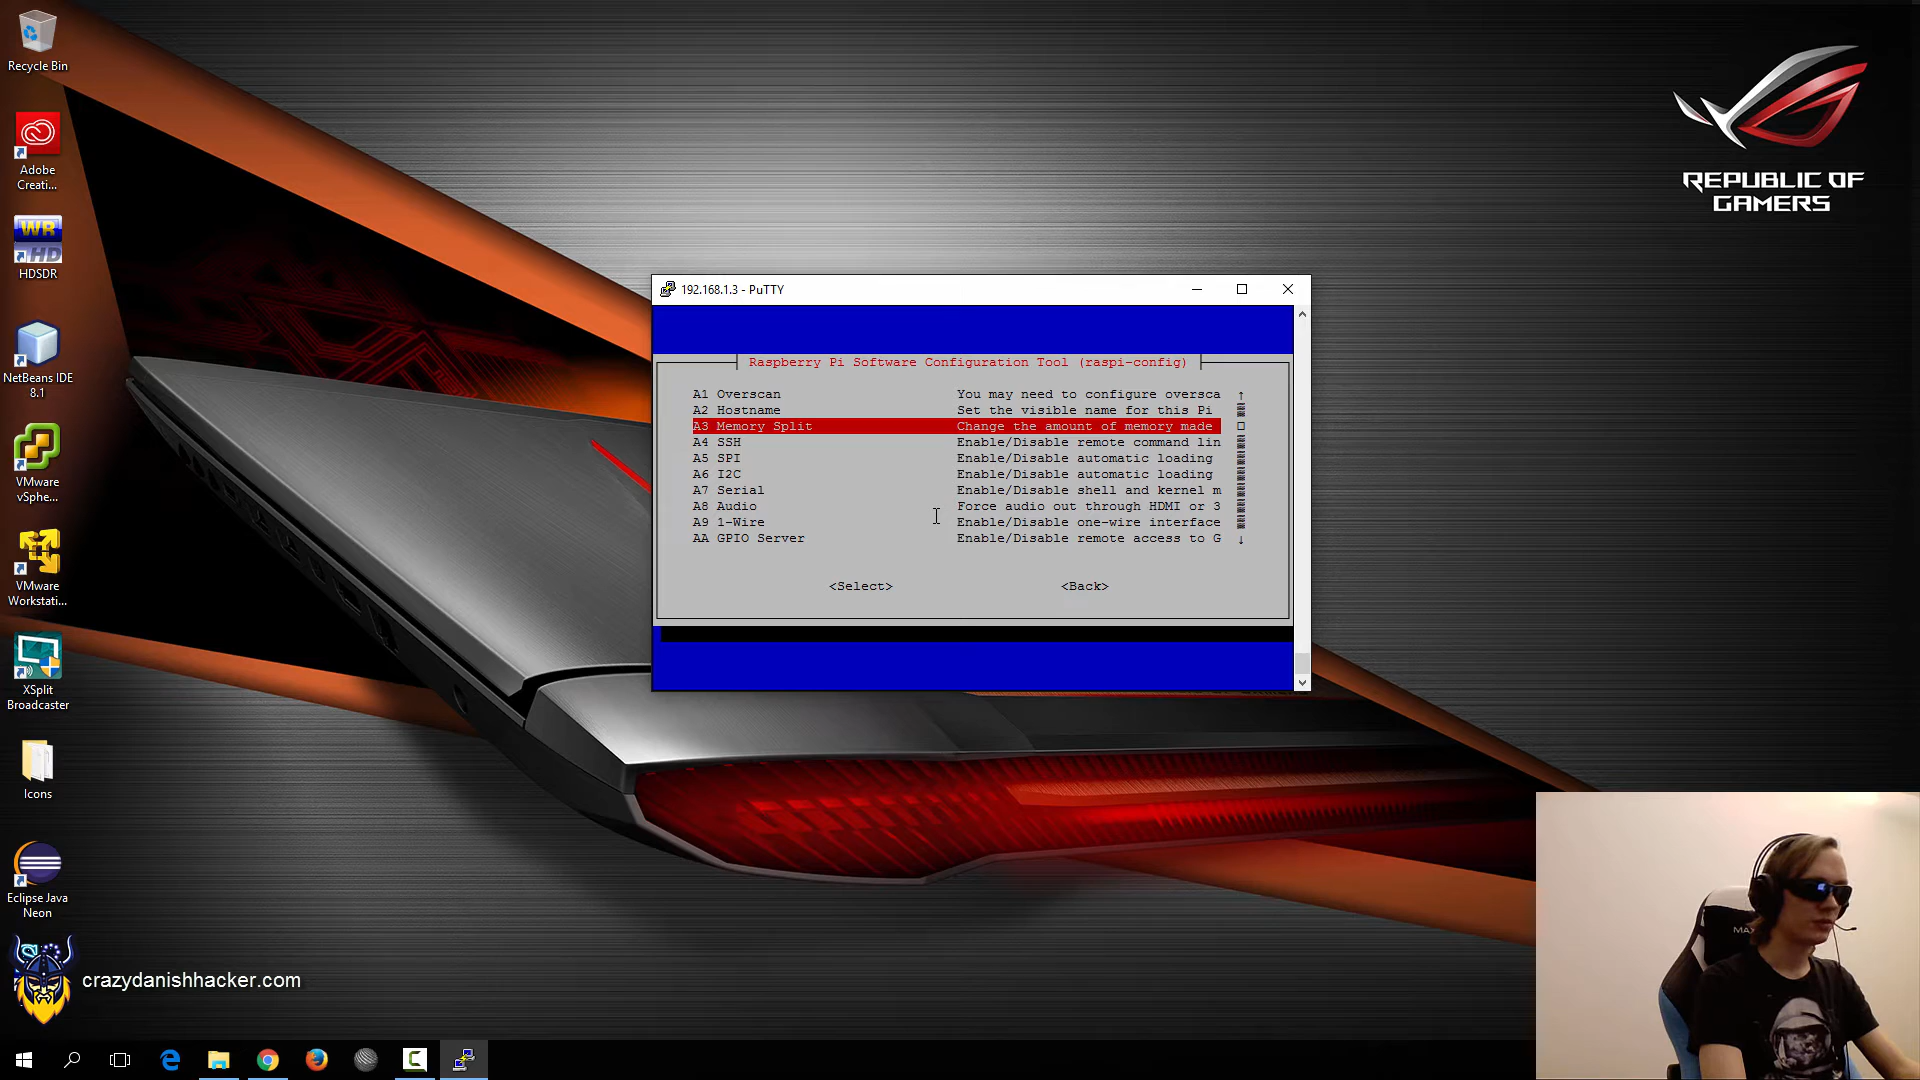 Recycle Bin
Adobe
Creati...
WR
HD
HDSDR
NetBeans IDE
8.1
VMware
vSphe...
VMware
Workstati...
XSplit
Broadcaster
Icons
Eclipse Java
Neon
crazydanishhacker.com
REPUBLIC OF
GAMERS
192.168.1.3 - PuTTY
Raspberry Pi Software Configuration Tool (raspi-config)
A1 Overscan You may need to configure oversca
A2 Hostname Set the visible name for this Pi
A3 Memory Split Change the amount of memory made
A4 SSH Enable/Disable remote command lin
A5 SPI Enable/Disable automatic loading
A6 I2C Enable/Disable automatic loading
A7 Serial Enable/Disable shell and kernel m
A8 Audio Force audio out through HDMI or 3
A9 1-Wire Enable/Disable one-wire interface
AA GPIO Server Enable/Disable remote access to G
<Select> <Back>